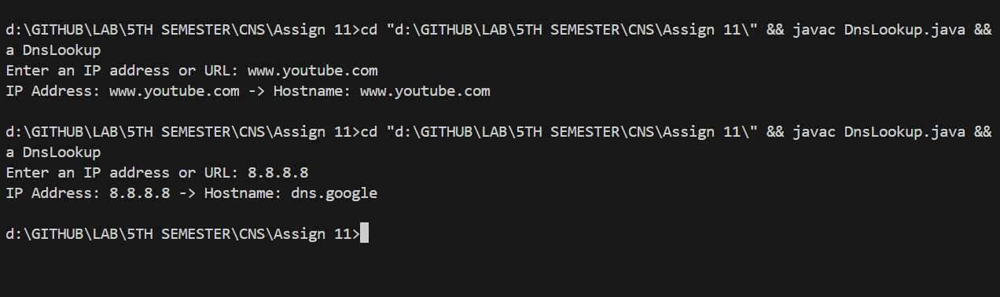 d:\GITHUB\LAB\5TH SEMESTER\CNS\Assign 11>cd "d:\GITHUB\LAB\5TH SEMESTER\CNS\Assign 11\" && javac DnsLookup.java &&
a DnsLookup
Enter an IP address or URL: www.youtube.com
IP Address: www.youtube.com -> Hostname: www.youtube.com
d:\GITHUB\LAB\5TH SEMESTER\CNS\Assign 11>cd "d:\GITHUB\LAB\5TH SEMESTER\CNS\Assign 11\" && javac DnsLookup.java &&
a DnsLookup
Enter an IP address or URL: 8.8.8.8
IP Address: 8.8.8.8 -> Hostname: dns.google
d:\GITHUB\LAB\5TH SEMESTER\CNS\Assign 11>